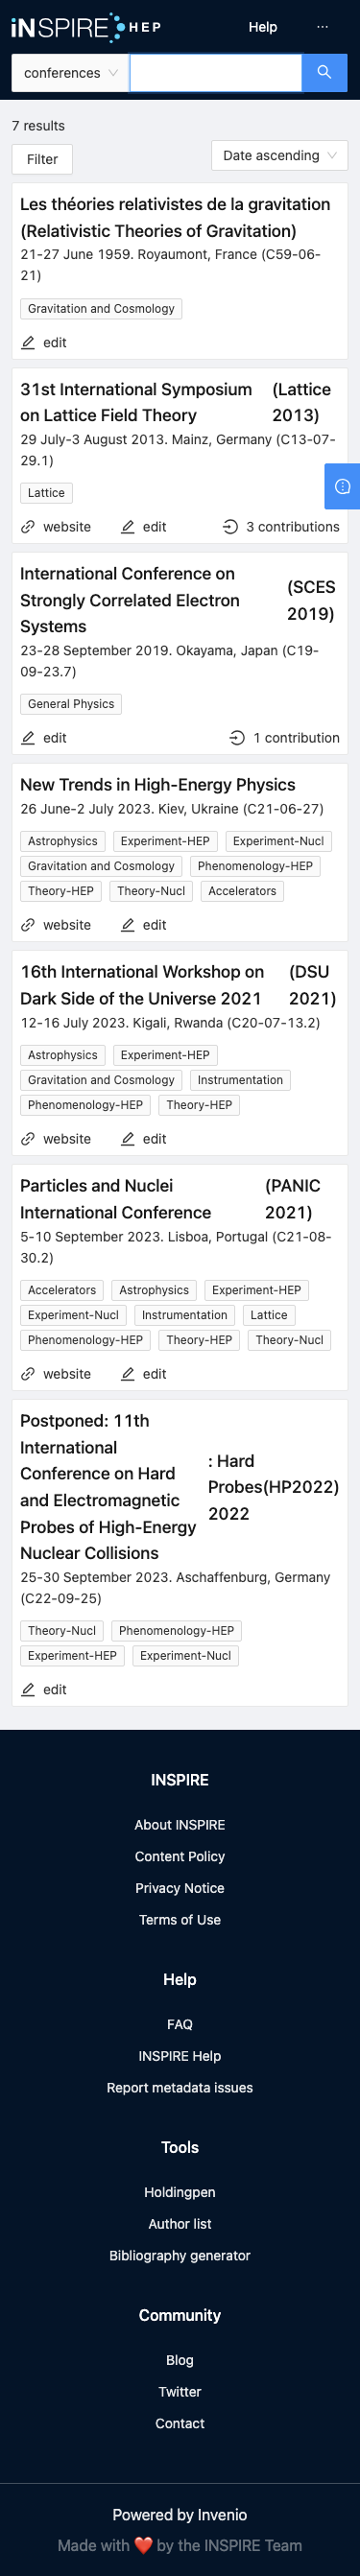 INSPIRE HEP
Help
···
conferences
7 results
Filter
Date ascending
Les théories relativistes de la gravitation
(Relativistic Theories of Gravitation)
21-27 June 1959. Royaumont, France (C59-06-
21)
Gravitation and Cosmology
edit
31st International Symposium
on Lattice Field Theory
(Lattice
2013)
29 July-3 August 2013. Mainz, Germany (C13-07-
29.1)
Lattice
website edit 3 contributions
International Conference on
Strongly Correlated Electron
Systems
(SCES
2019)
23-28 September 2019. Okayama, Japan (C19-
09-23.7)
General Physics
edit 1 contribution
New Trends in High-Energy Physics
26 June-2 July 2023. Kiev, Ukraine (C21-06-27)
Astrophysics Experiment-HEP Experiment-Nucl
Gravitation and Cosmology Phenomenology-HEP
Theory-HEP Theory-Nucl Accelerators
website edit
16th International Workshop on
Dark Side of the Universe 2021
(DSU
2021)
12-16 July 2023. Kigali, Rwanda (C20-07-13.2)
Astrophysics Experiment-HEP
Gravitation and Cosmology Instrumentation
Phenomenology-HEP Theory-HEP
website edit
Particles and Nuclei
International Conference
(PANIC
2021)
5-10 September 2023. Lisboa, Portugal (C21-08-
30.2)
Accelerators Astrophysics Experiment-HEP
Experiment-Nucl Instrumentation Lattice
Phenomenology-HEP Theory-HEP Theory-Nucl
website edit
Postponed: 11th
International
Conference on Hard
and Electromagnetic
Probes of High-Energy
Nuclear Collisions
: Hard
Probes(HP2022)
2022
25-30 September 2023. Aschaffenburg, Germany
(C22-09-25)
Theory-Nucl Phenomenology-HEP
Experiment-HEP Experiment-Nucl
edit
INSPIRE
About INSPIRE
Content Policy
Privacy Notice
Terms of Use
Help
FAQ
INSPIRE Help
Report metadata issues
Tools
Holdingpen
Author list
Bibliography generator
Community
Blog
Twitter
Contact
Powered by Invenio
Made with ❤️ by the INSPIRE Team